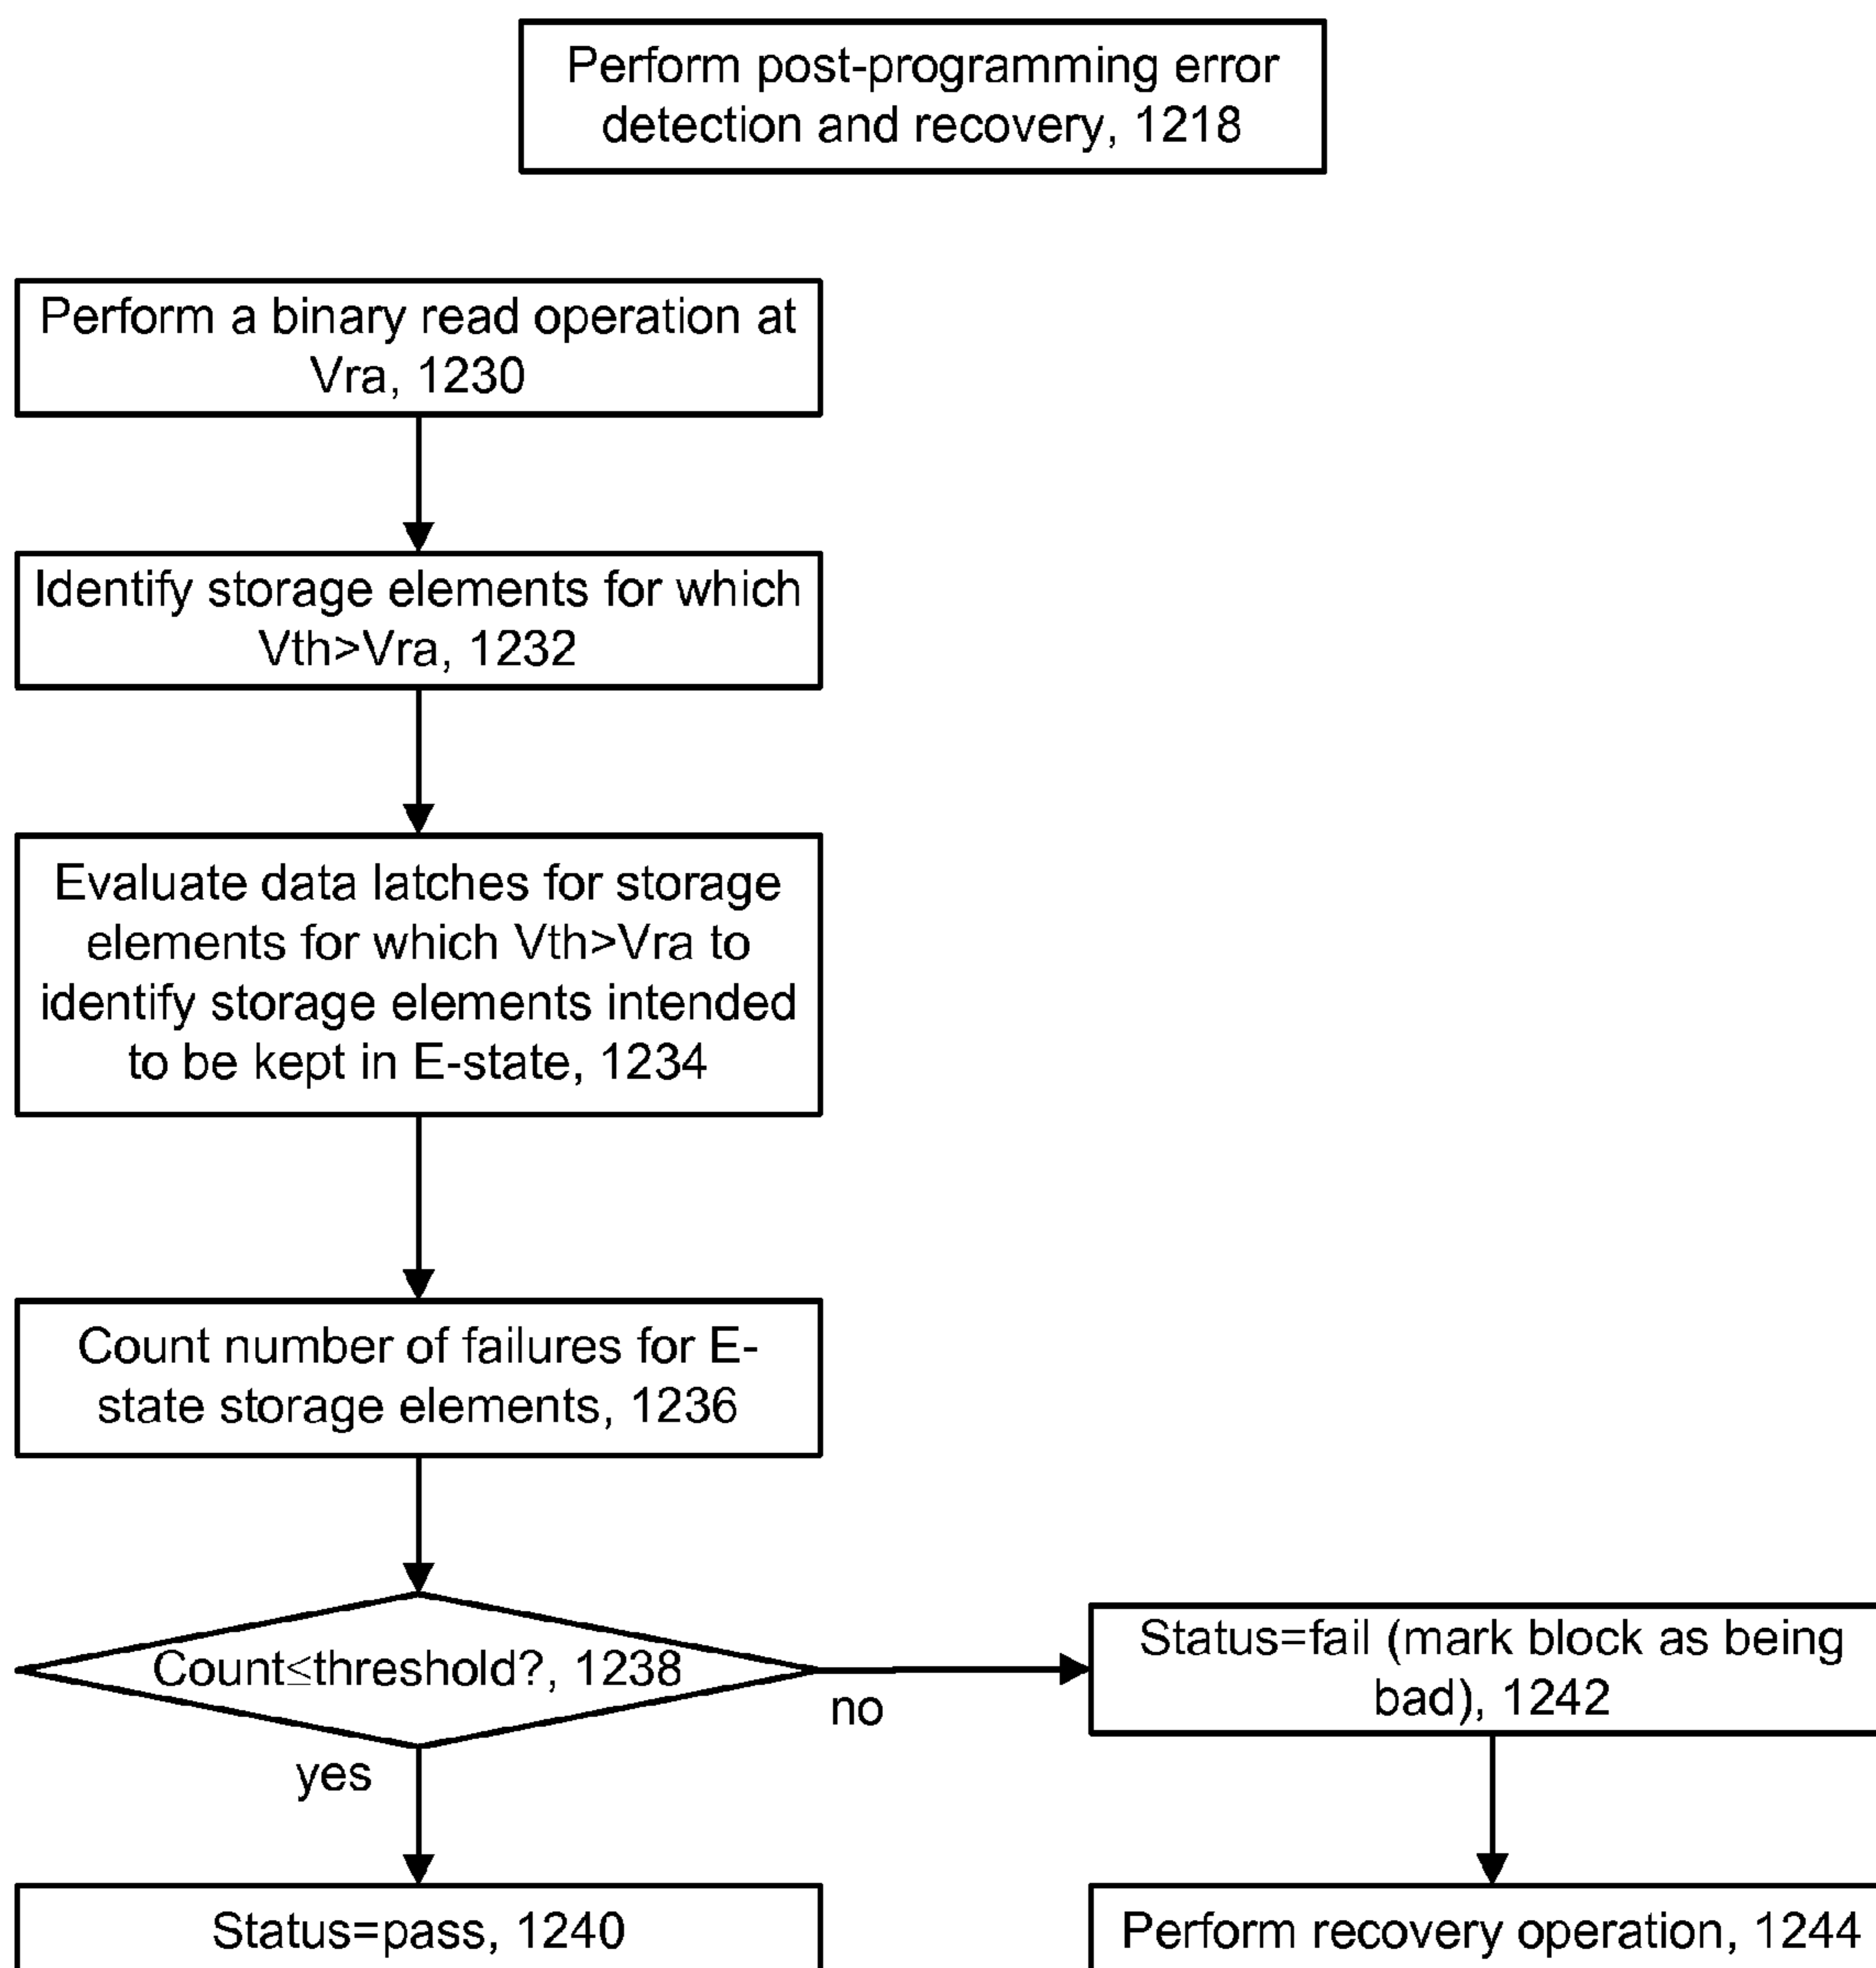 Perform post-programming error
detection and recovery, 1218
Perform a binary read operation at
Vra, 1230
Identify storage elements for which
Vth>Vra, 1232
Evaluate data latches for storage
elements for which Vth>Vra to
identify storage elements intended
to be kept in E-state, 1234
Count number of failures for E-
state storage elements, 1236
Count≤threshold?, 1238
no
yes
Status=fail (mark block as being
bad), 1242
Status=pass, 1240
Perform recovery operation, 1244